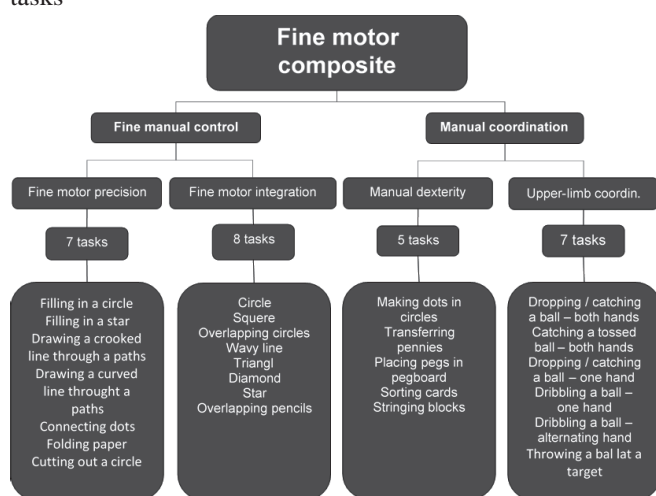 tasks
Fine motor
composite
Fine manual control
Manual coordination
Fine motor precision
Fine motor integration
Manual dexterity
Upper-limb coordin.
7 tasks
8 tasks
5 tasks
7 tasks
Filling in a circle
Filling in a star
Drawing a crooked
line through a paths
Drawing a curved
line throught a
paths
Connecting dots
Folding paper
Cutting out a circle
Circle
Squere
Overlapping circles
Wavy line
Triangl
Diamond
Star
Overlapping pencils
Making dots in
circles
Transferring
pennies
Placing pegs in
pegboard
Sorting cards
Stringing blocks
Dropping / catching
a ball – both hands
Catching a tossed
ball – both hands
Dropping / catching
a ball – one hand
Dribbling a ball –
one hand
Dribbling a ball –
alternating hand
Throwing a bal lat a
target